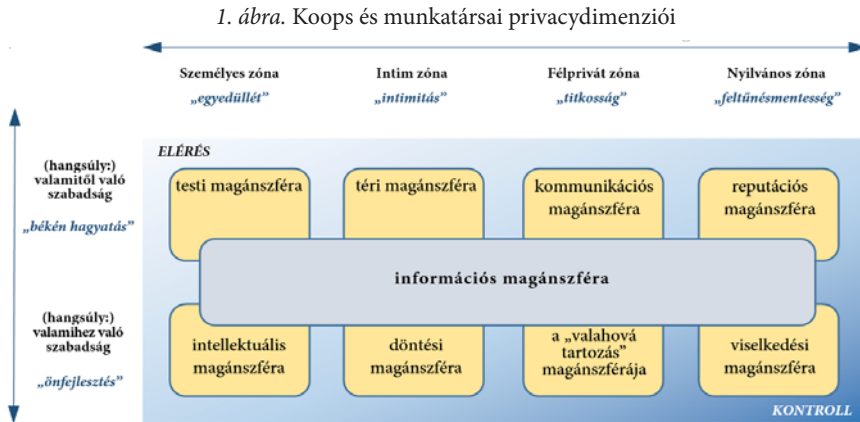 1. ábra. Koops és munkatársai privacydimenziói
Személyes zóna
„egyedüllét”
Intim zóna
„intimitás”
Félprivát zóna
„titkosság”
Nyilvános zóna
„feltűnésmentesség”
ELÉRÉS
(hangsúly:)
valamitől való
szabadság
„békén hagyatás”
testi magánszféra
téri magánszféra
kommunikációs
magánszféra
reputációs
magánszféra
információs magánszféra
(hangsúly:)
valamihez való
szabadság
„önfejlesztés”
intellektuális
magánszféra
döntési
magánszféra
a „valahová
tartozás”
magánszférája
viselkedési
magánszféra
KONTROLL